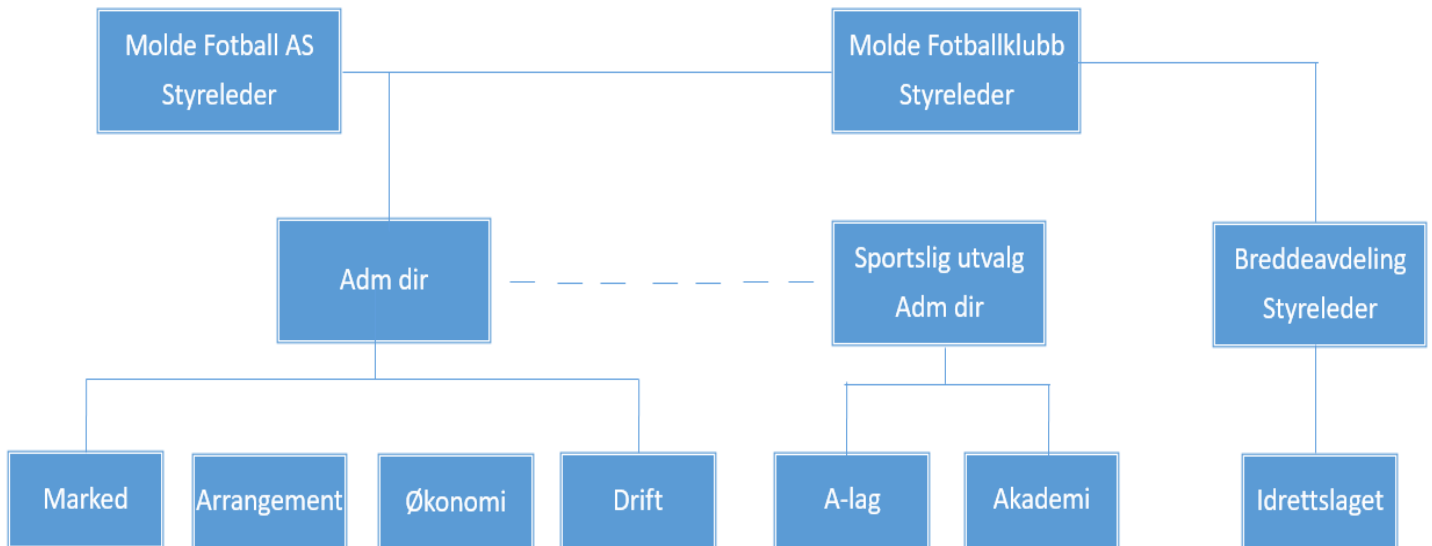 Molde Fotball AS
Styreleder
Molde Fotballklubb
Styreleder
Adm dir
Sportslig utvalg
Adm dir
Breddeavdeling
Styreleder
Marked
Arrangement
Økonomi
Drift
A-lag
Akademi
Idrettslaget